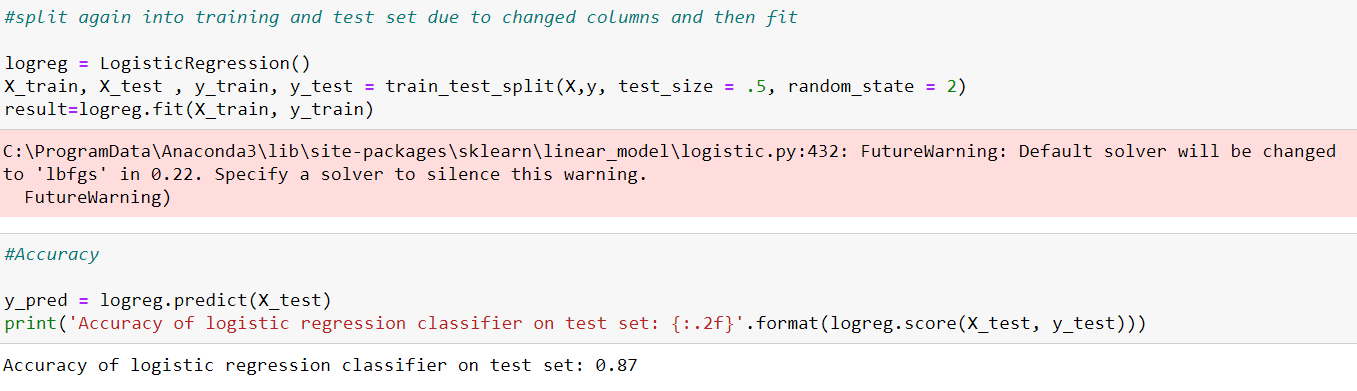 #split again into training and test set due to changed columns and then fit
logreg = LogisticRegression()
X_train, X_test , y_train, y_test = train_test_split(X,y, test_size = .5, random_state = 2)
result=logreg.fit(X_train, y_train)
C:\ProgramData\Anaconda3\lib\site-packages\sklearn\linear_model\logistic.py:432: FutureWarning: Default solver will be changed
to 'lbfgs' in 0.22. Specify a solver to silence this warning.
FutureWarning)
#Accuracy
y_pred = logreg.predict(X_test)
print('Accuracy of logistic regression classifier on test set: {:.2f}'.format(logreg.score(X_test, y_test)))
Accuracy of logistic regression classifier on test set: 0.87